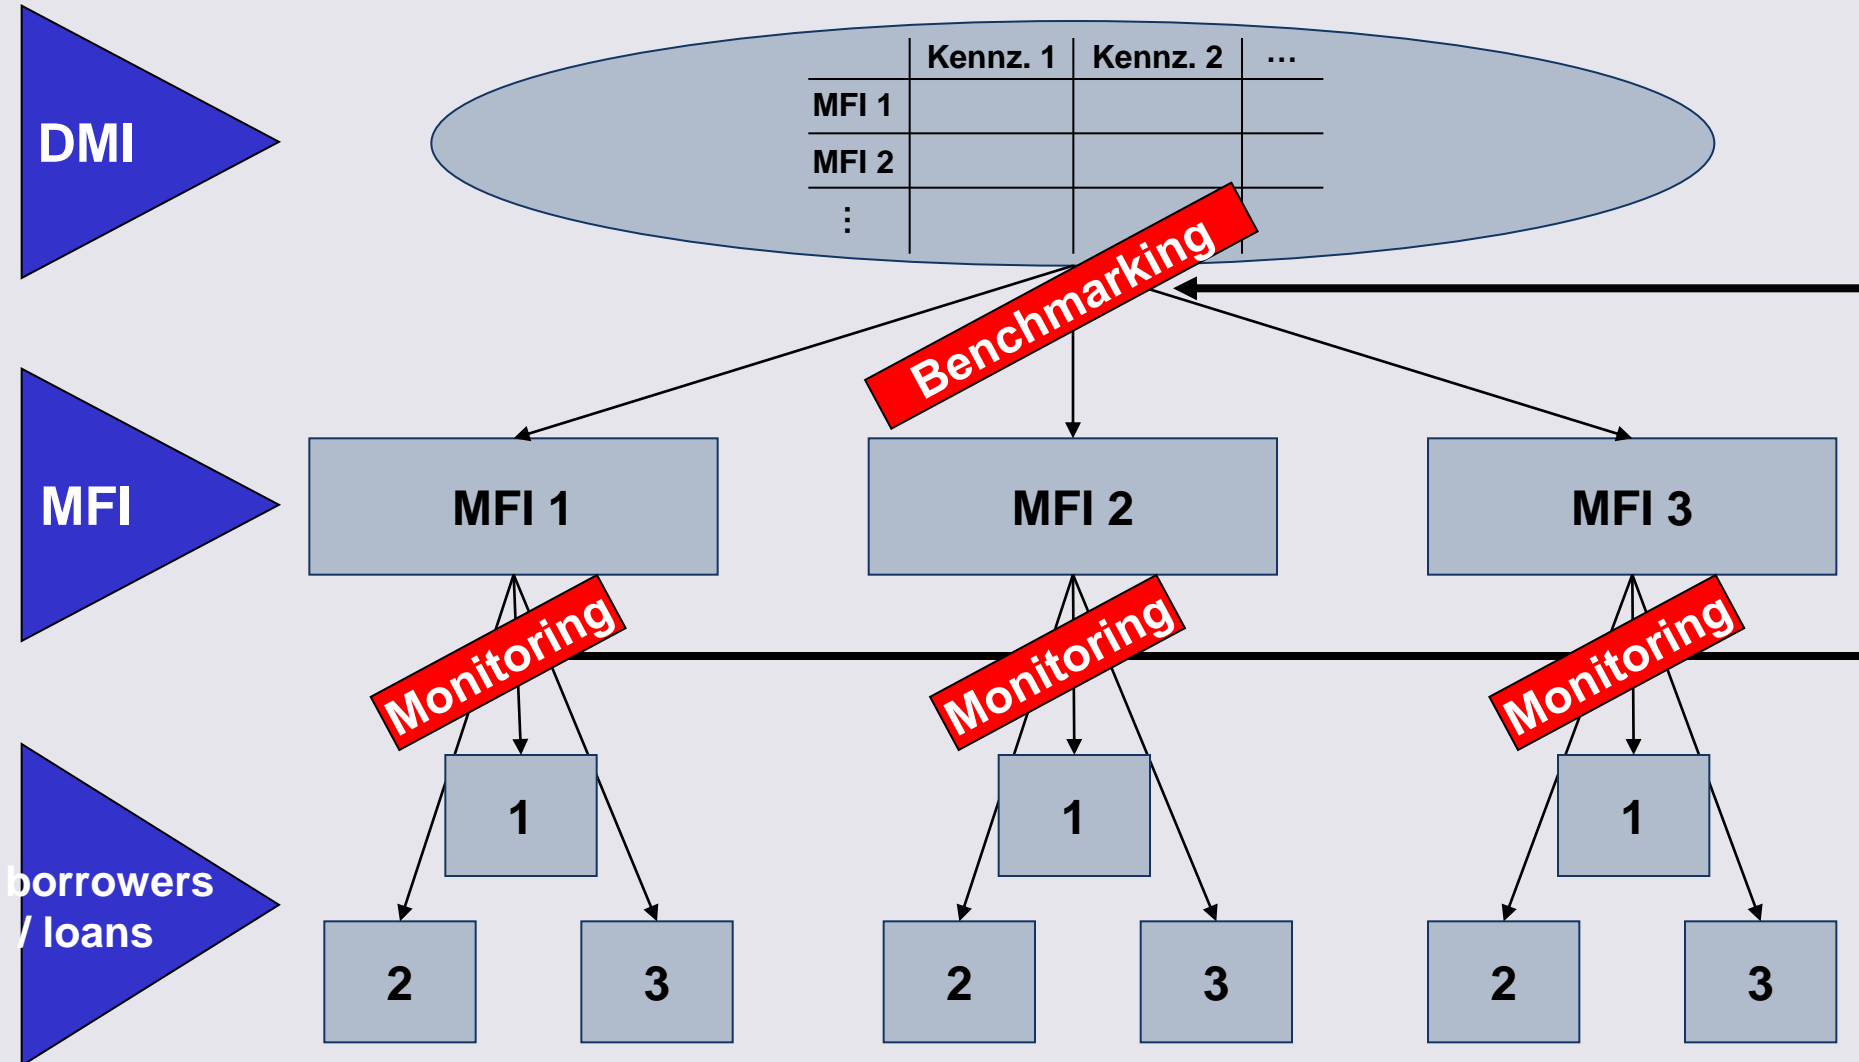 DMI
Kennz. 1 Kennz. 2 ...
MFI 1
MFI 2
...
Benchmarking
MFI
MFI 1 MFI 2 MFI 3
Monitoring Monitoring Monitoring
borrowers
/ loans
1 1 1
2 3 2 3 2 3